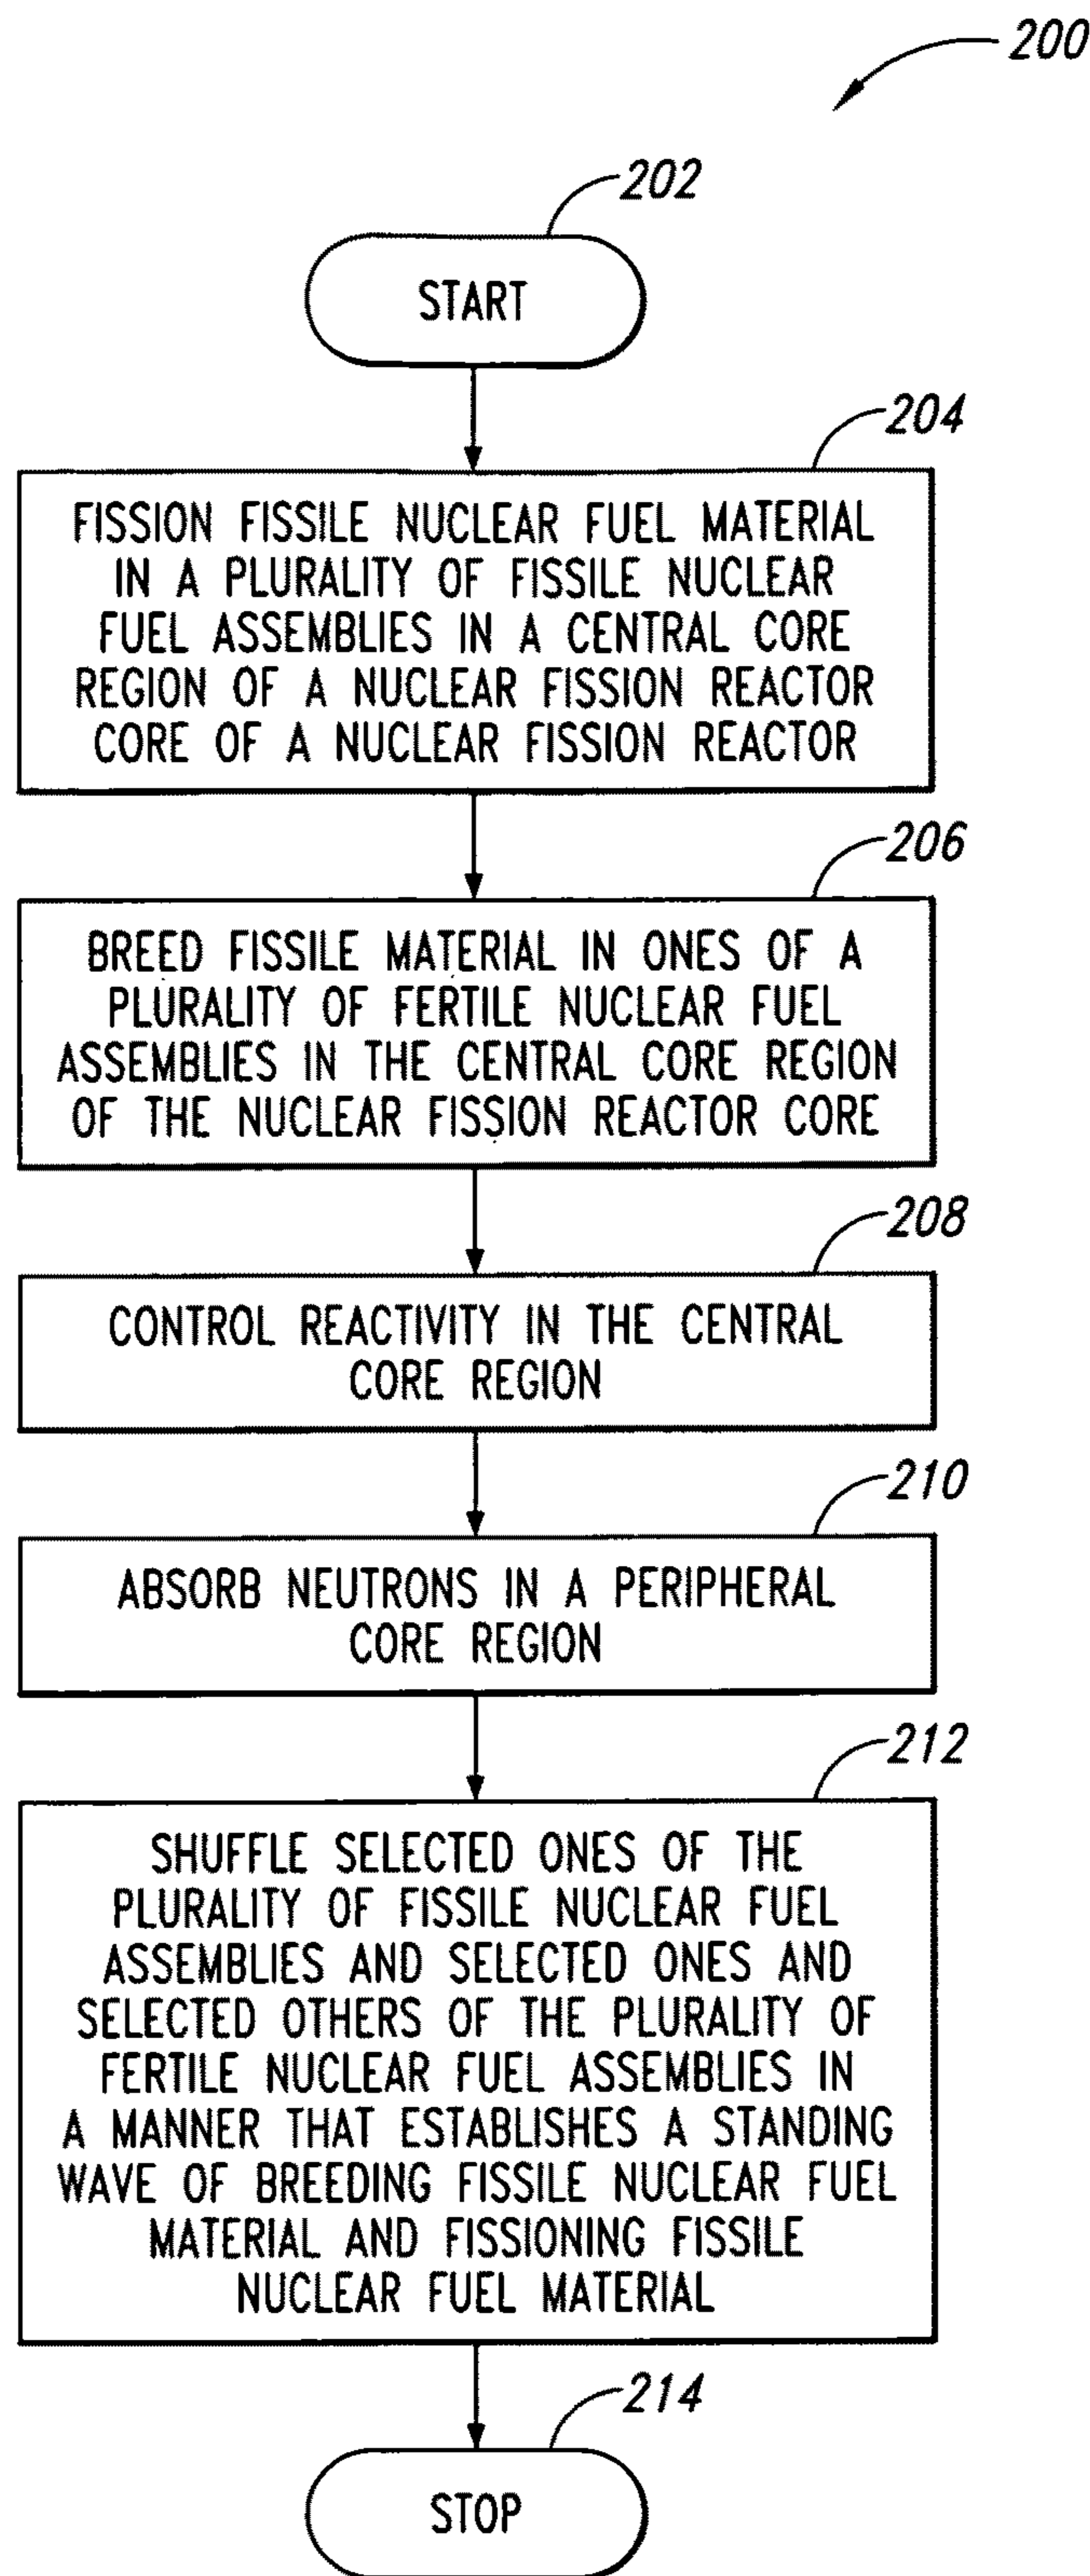 200
202
START
204
FISSION FISSILE NUCLEAR FUEL MATERIAL
IN A PLURALITY OF FISSILE NUCLEAR
FUEL ASSEMBLIES IN A CENTRAL CORE
REGION OF A NUCLEAR FISSION REACTOR
CORE OF A NUCLEAR FISSION REACTOR
206
BREED FISSILE MATERIAL IN ONES OF A
PLURALITY OF FERTILE NUCLEAR FUEL
ASSEMBLIES IN THE CENTRAL CORE REGION
OF THE NUCLEAR FISSION REACTOR CORE
208
CONTROL REACTIVITY IN THE CENTRAL
CORE REGION
210
ABSORB NEUTRONS IN A PERIPHERAL
CORE REGION
212
SHUFFLE SELECTED ONES OF THE
PLURALITY OF FISSILE NUCLEAR FUEL
ASSEMBLIES AND SELECTED ONES AND
SELECTED OTHERS OF THE PLURALITY OF
FERTILE NUCLEAR FUEL ASSEMBLIES IN
A MANNER THAT ESTABLISHES A STANDING
WAVE OF BREEDING FISSILE NUCLEAR FUEL
MATERIAL AND FISSIONING FISSILE
NUCLEAR FUEL MATERIAL
214
STOP